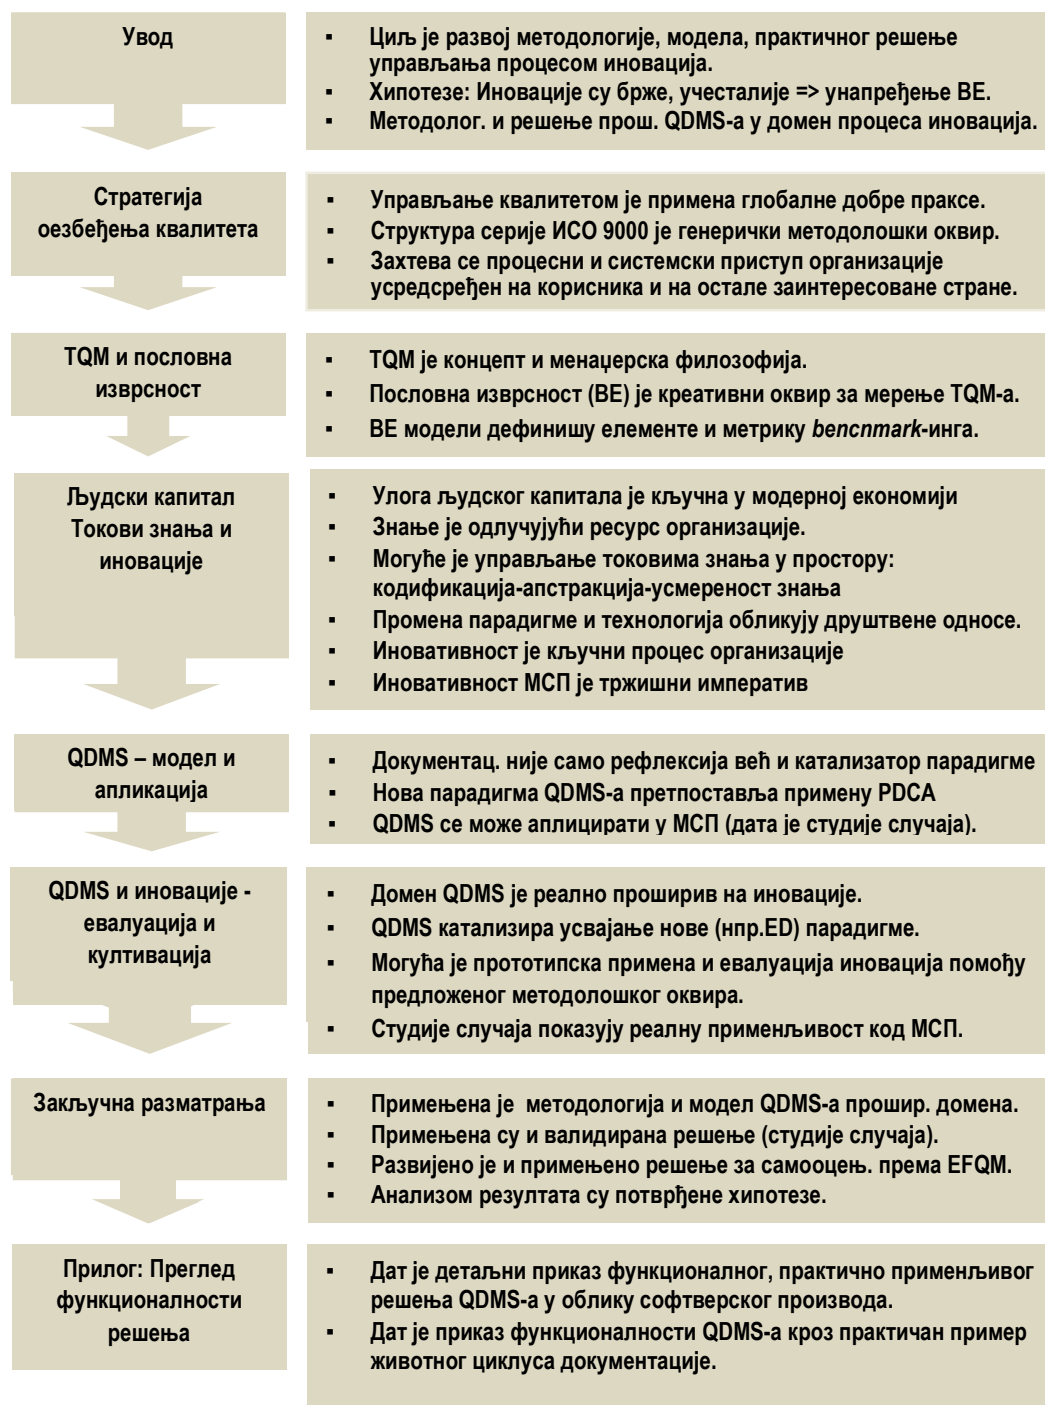 Увод
▪ Циљ је развој методологије, модела, практичног решење
управљања процесом иновација.
▪ Хипотезе: Иновације су брже, учесталије => унапређење BE.
▪ Методолог. и решење прош. QDMS-а у домен процеса иновација.
Стратегија
оезбеђења квалитета
▪ Управљање квалитетом је примена глобалне добре праксе.
▪ Структура серије ИСО 9000 је генерички методолошки оквир.
▪ Захтева се процесни и системски приступ организације
усредсређен на корисника и на остале заинтересоване стране.
TQM и пословна
изврсност
▪ TQM је концепт и менаџерска филозофија.
▪ Пословна изврсност (BE) је креативни оквир за мерење TQM-а.
▪ BE модели дефинишу елементе и метрику bencnmark-инга.
Људски капитал
Токови знања и
иновације
▪ Улога људског капитала је кључна у модерној економији
▪ Знање је одлучујући ресурс организације.
▪ Могуће је управљање токовима знања у простору:
кодификација-апстракција-усмереност знања
▪ Промена парадигме и технологија обликују друштвене односе.
▪ Иновативност је кључни процес организације
▪ Иновативност МСП је тржишни императив
QDMS – модел и
апликација
▪ Документац. није само рефлексија већ и катализатор парадигме
▪ Нова парадигма QDMS-а претпоставља примену PDCA
▪ QDMS се може аплицирати у МСП (дата је студије случаја).
QDMS и иновације -
евалуација и
култивација
▪ Домен QDMS је реално проширив на иновације.
▪ QDMS катализира усвајање нове (нпр.ED) парадигме.
▪ Могућа је прототипска примена и евалуација иновација помоћу
предложеног методолошког оквира.
▪ Студије случаја показују реалну применљивост код МСП.
Закључна разматрања
▪ Примењена је  методологија и модел QDMS-а прошир. домена.
▪ Примењена су и валидирана решење (студије случаја).
▪ Развијено је и примењено решење за самооцењ. према EFQM.
▪ Анализом резултата су потврђене хипотезе.
Прилог: Преглед
функционалности
решења
▪ Дат је детаљни приказ функционалног, практично применљивог
решења QDMS-а у облику софтверског производа.
▪ Дат је приказ функционалности QDMS-а кроз практичан пример
животног циклуса документације.